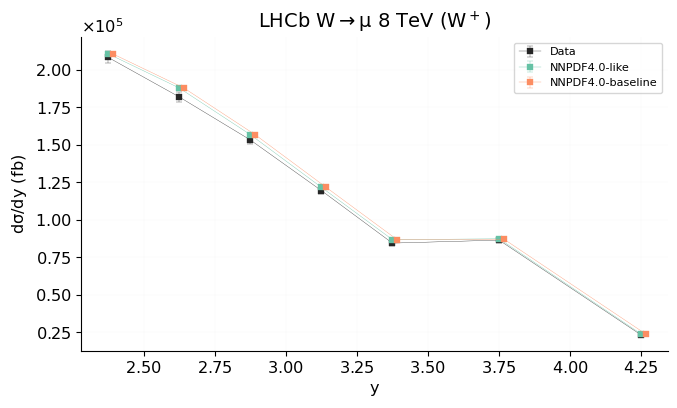 LHCb W→μ 8 TeV (W⁺)
×10⁵
Data
NNPDF4.0-like
NNPDF4.0-baseline
2.00
1.75
1.50
1.25
1.00
0.75
0.50
0.25
dσ/dy (fb)
2.50 2.75 3.00 3.25 3.50 3.75 4.00 4.25
y